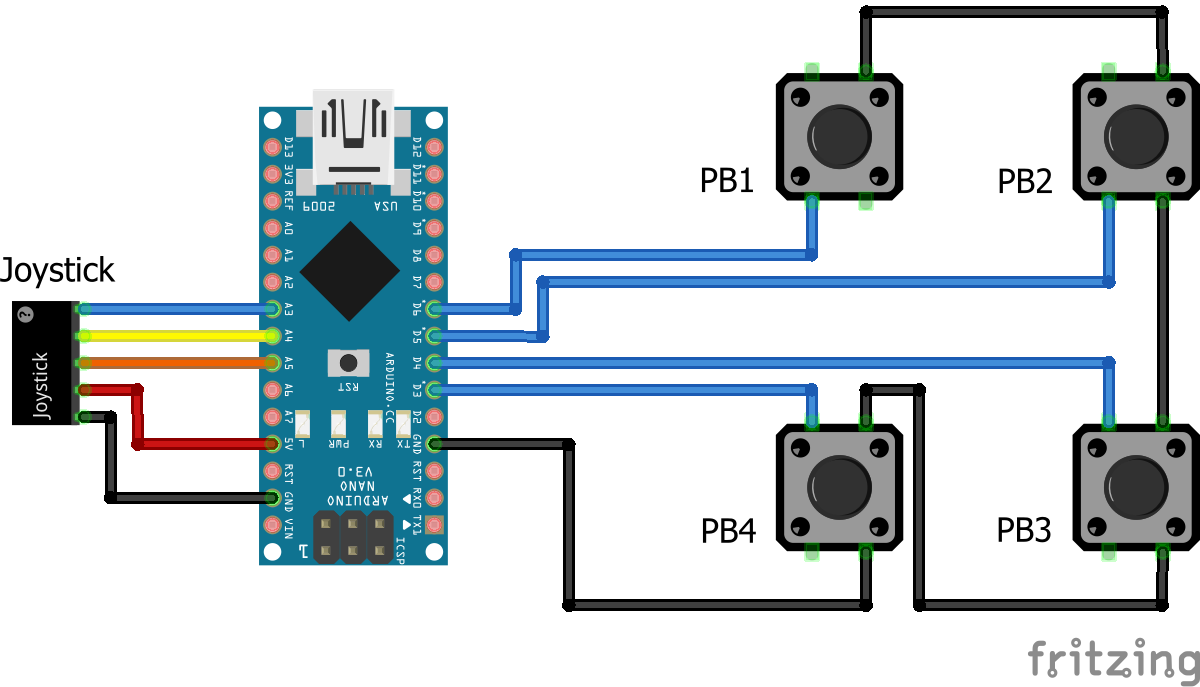 PB1
PB2
Joystick
?
Joystick
D13
3V3
REF
A0
A1
A2
A3
A4
A5
A6
A7
5V
RST
GND
VIN
D12
D11
D10
D9
D8
D7
D6
D5
D4
D3
D2
GND
RST
RX0
TX1
2009
USA
RST
ARDUINO.CC
L
PWR
RX
TX
V3.0
NANO
ARDUINO
1
ICSP
PB4
PB3
fritzing